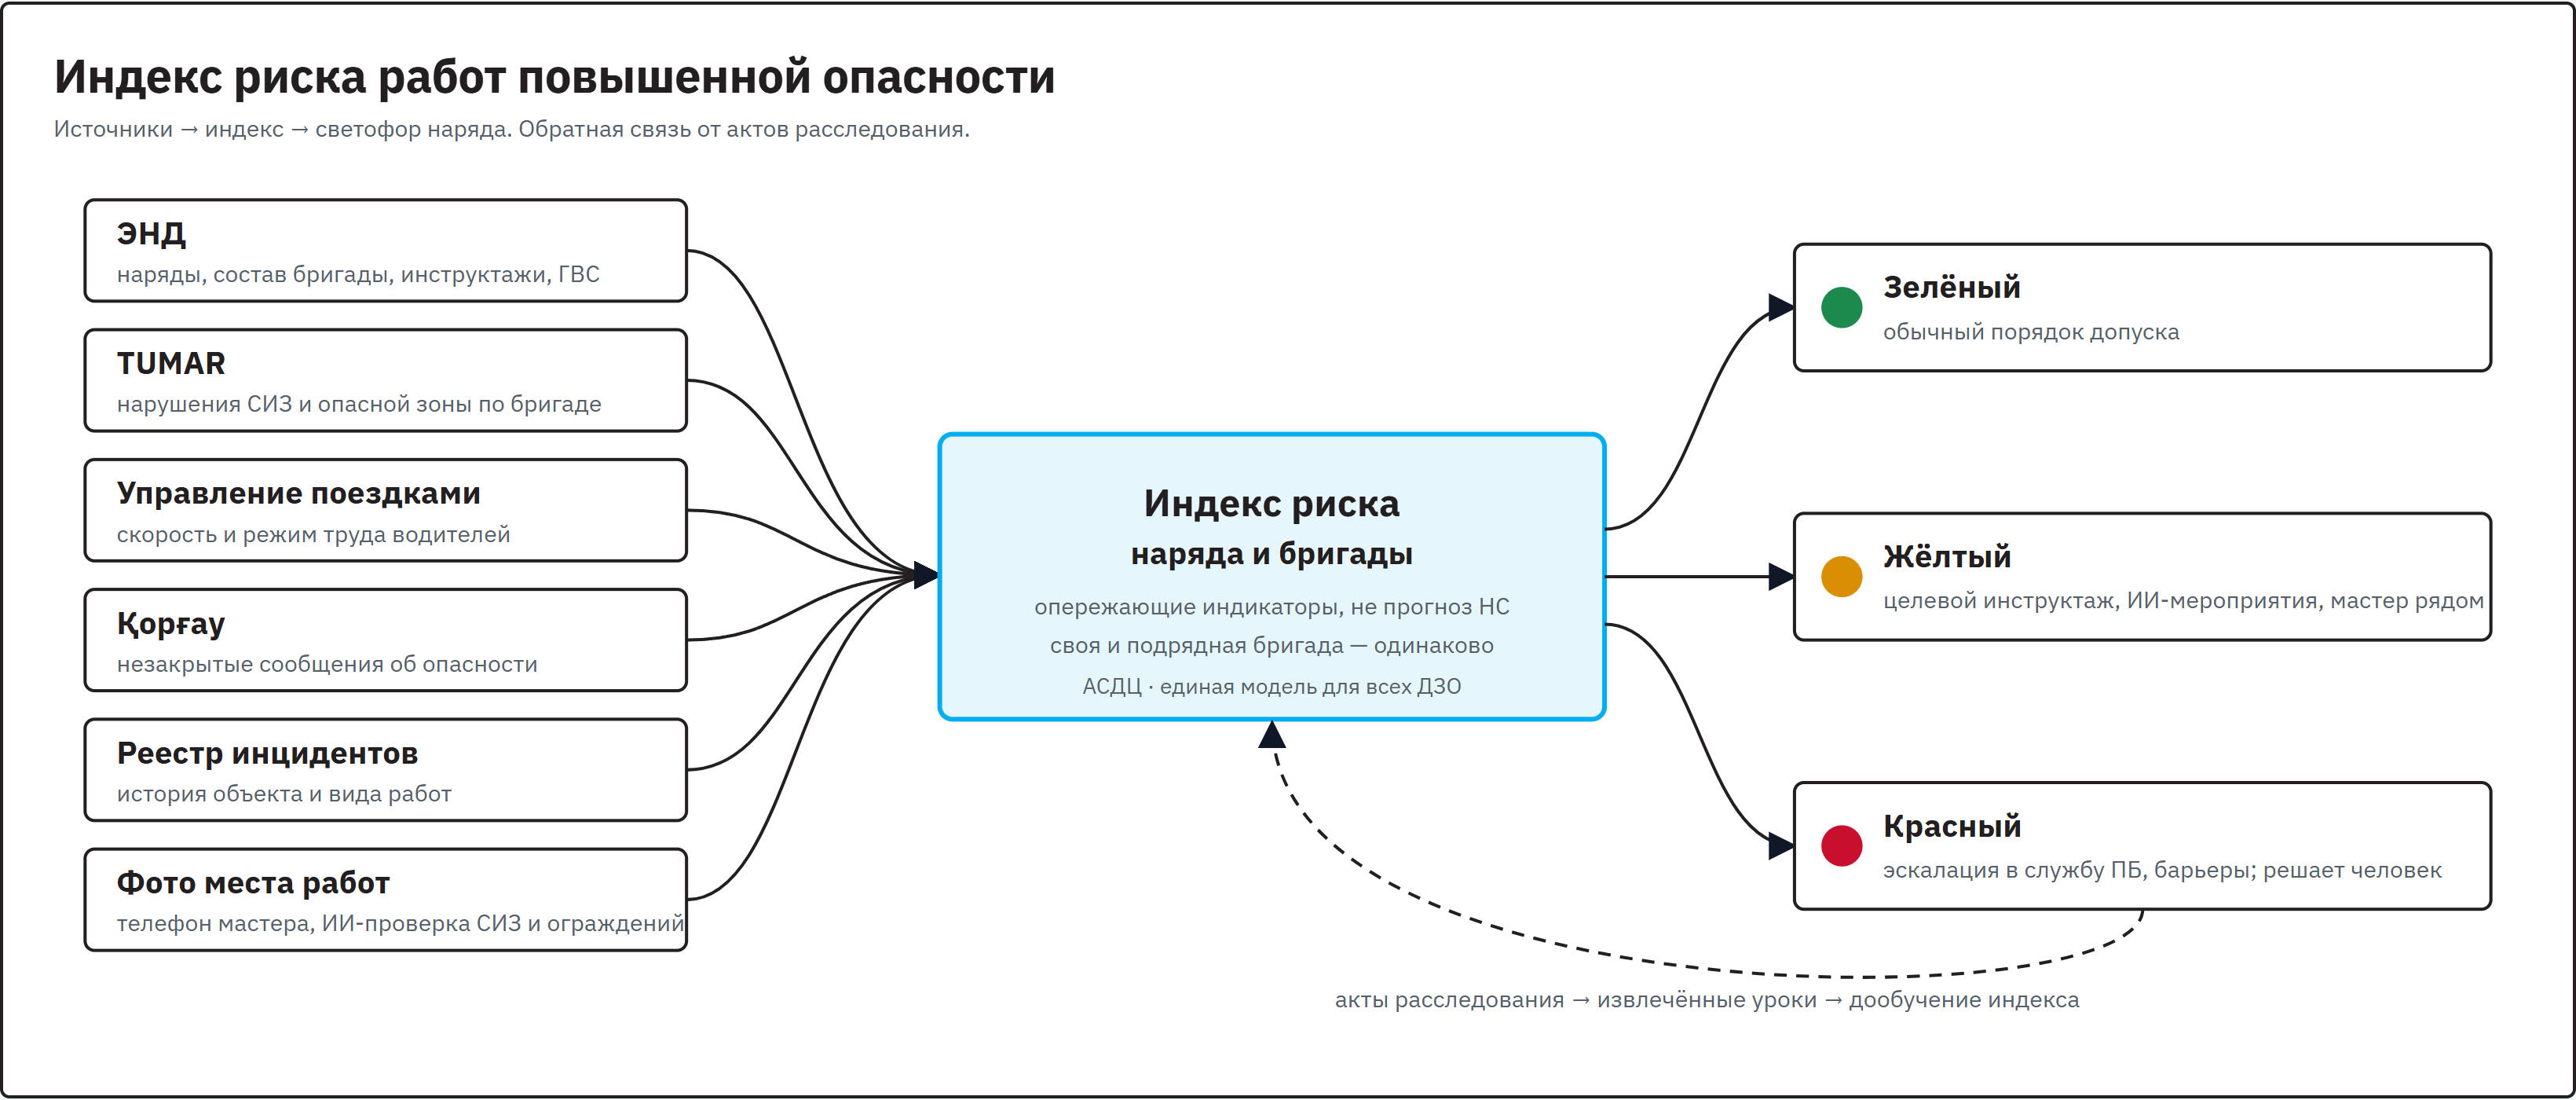 Индекс риска работ повышенной опасности
Источники → индекс → светофор наряда. Обратная связь от актов расследования.
ЭНД
наряды, состав бригады, инструктажи, ГВС
TUMAR
нарушения СИЗ и опасной зоны по бригаде
Управление поездками
скорость и режим труда водителей
Қорғау
незакрытые сообщения об опасности
Реестр инцидентов
история объекта и вида работ
Фото места работ
телефон мастера, ИИ-проверка СИЗ и ограждений
Индекс риска
наряда и бригады
опережающие индикаторы, не прогноз НС
своя и подрядная бригада — одинаково
АСДЦ · единая модель для всех ДЗО
Зелёный
обычный порядок допуска
Жёлтый
целевой инструктаж, ИИ-мероприятия, мастер рядом
Красный
эскалация в службу ПБ, барьеры; решает человек
акты расследования → извлечённые уроки → дообучение индекса